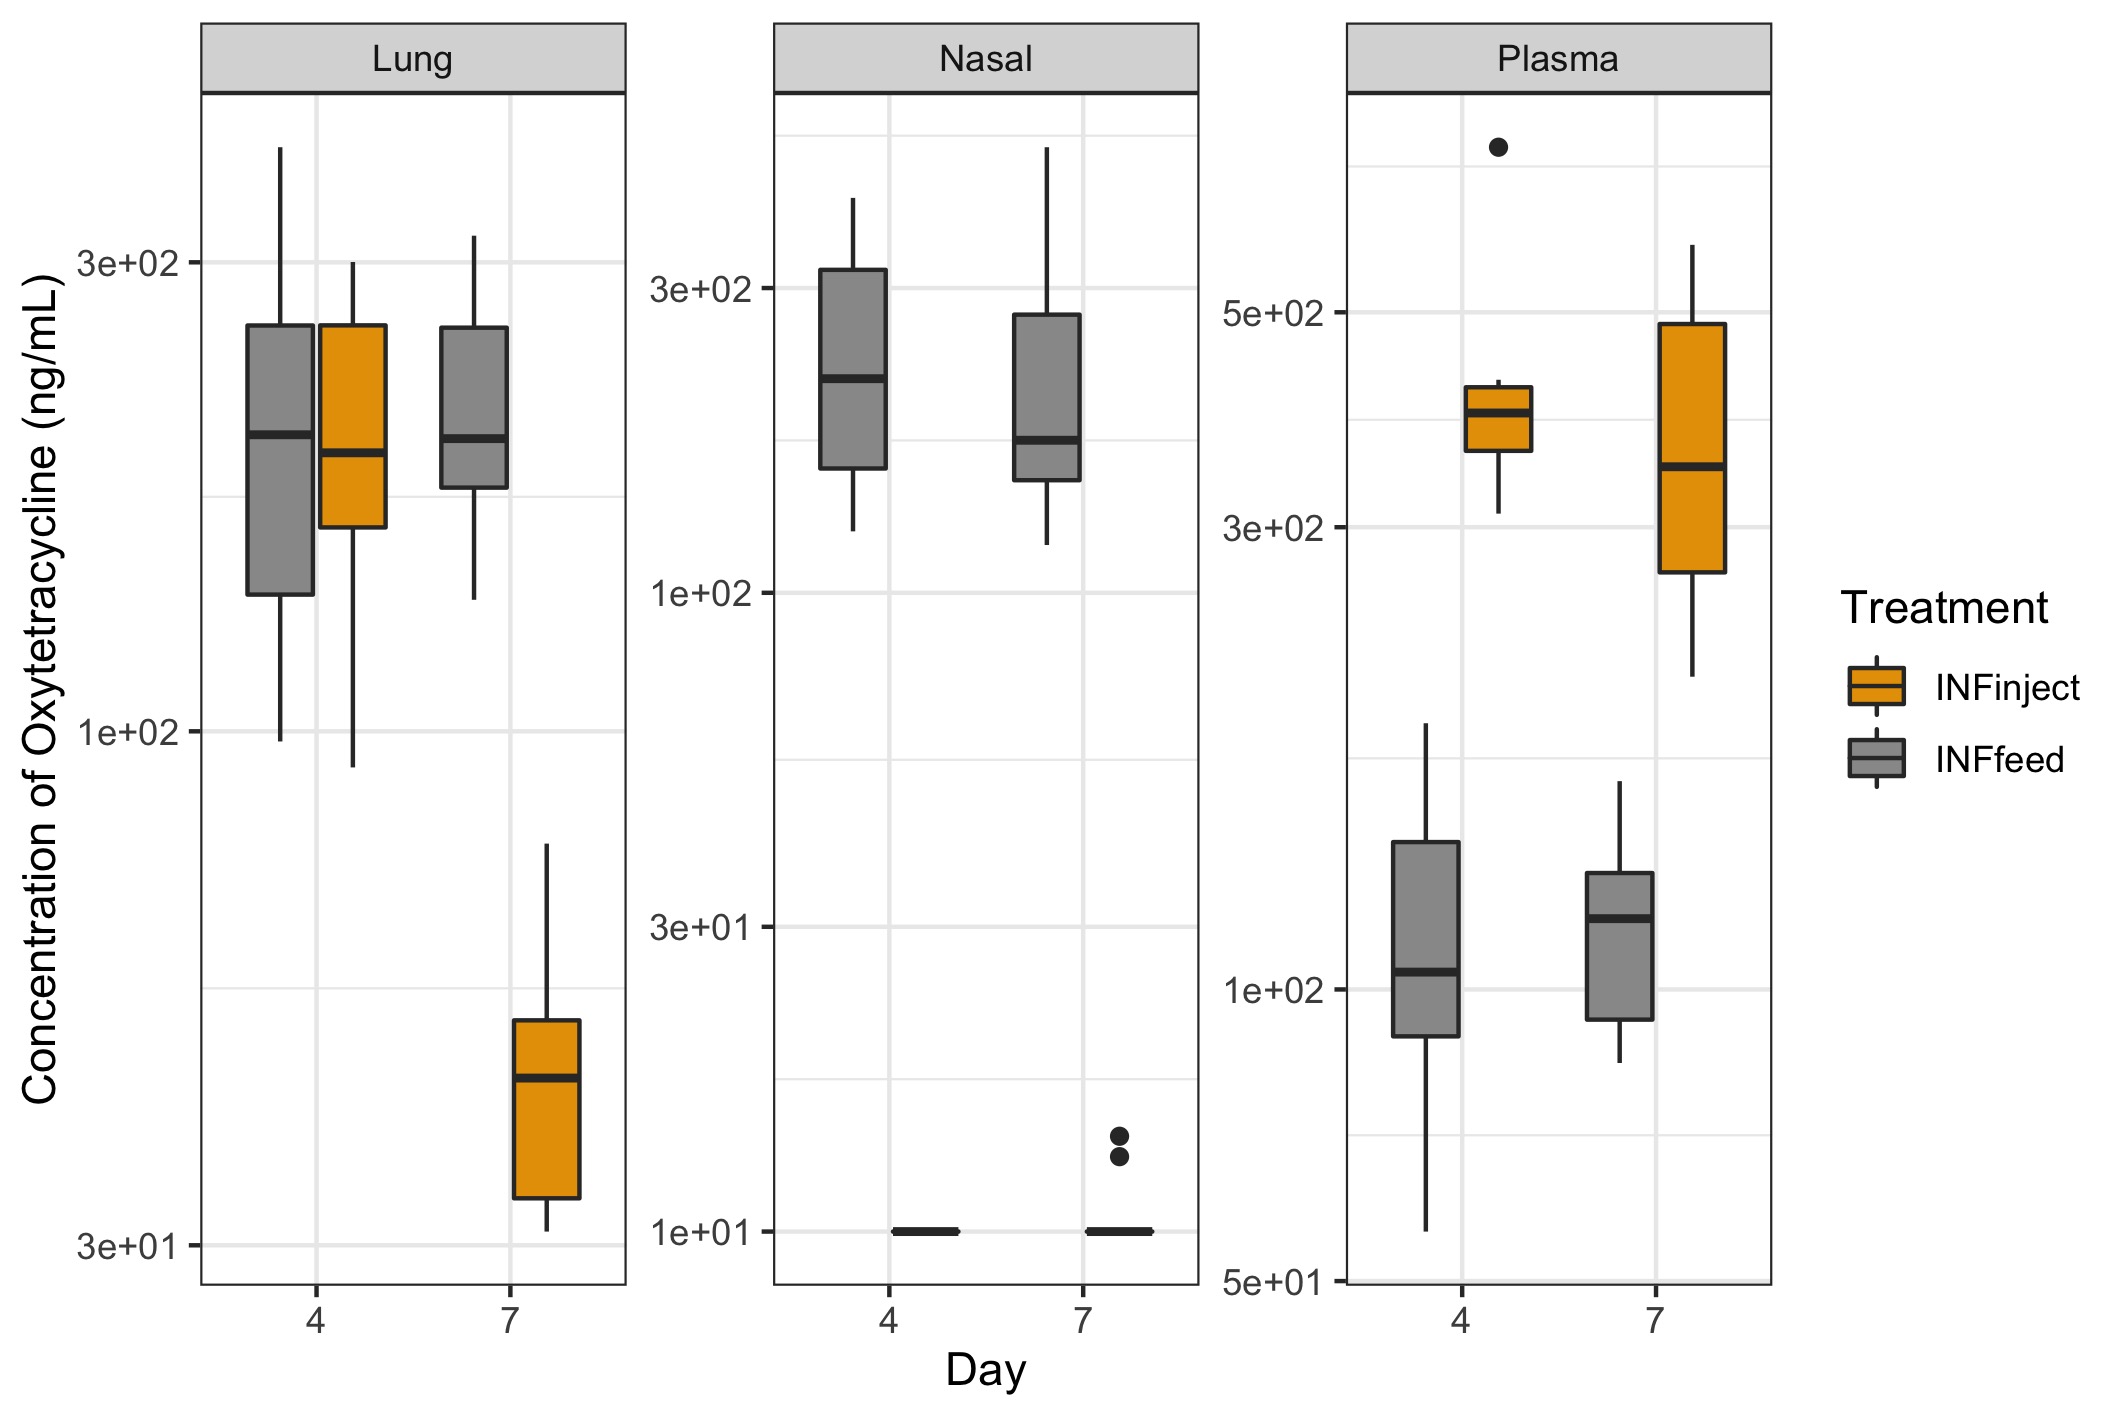 Lung
Nasal
Plasma
Concentration of Oxytetracycline (ng/mL)
3e+02
1e+02
3e+01
3e+02
1e+02
3e+01
1e+01
5e+02
3e+02
1e+02
5e+01
4 7
4 7
4 7
Day
Treatment
INFinject
INFfeed